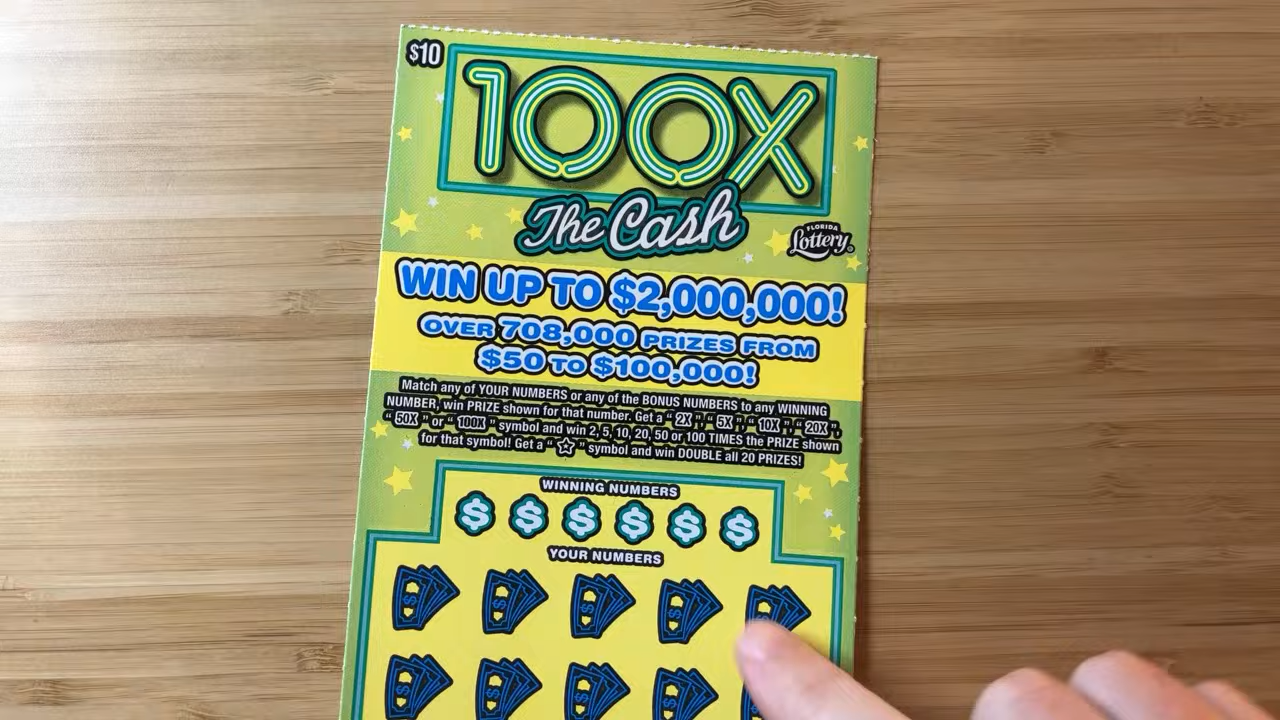 $10
100X
The Cash
FLORIDA
Lottery
WIN UP TO $2,000,000!
OVER 708,000 PRIZES FROM
$50 TO $100,000!
Match any of YOUR NUMBERS or any of the BONUS NUMBERS to any WINNING
NUMBER, win PRIZE shown for that number. Get a "2X", "5X", "10X", "20X",
"50X" or "100X" symbol and win 2, 5, 10, 20, 50 or 100 TIMES the PRIZE shown
for that symbol! Get a "☆" symbol and win DOUBLE all 20 PRIZES!
WINNING NUMBERS
$ $ $ $ $ $
YOUR NUMBERS
$ $ $ $ $
$ $ $ $